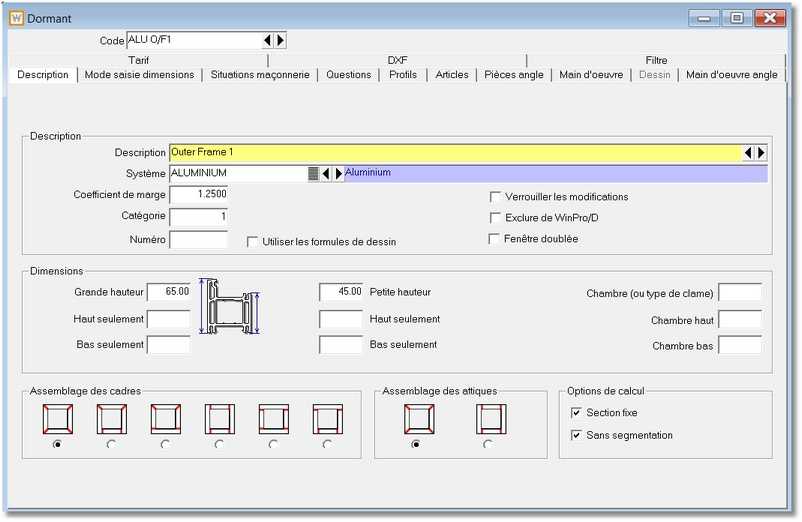 Dormant
Code ALU O/F1
Tarif DXF Filtre
Description Mode saisie dimensions Situations maçonnerie Questions Profils Articles Pièces angle Main d'oeuvre Dessin Main d'oeuvre angle
Description
Description Outer Frame 1
Système ALUMINIUM Aluminium
Coefficient de marge 1.2500 Verrouiller les modifications
Catégorie 1 Exclure de WinPro/D
Numéro Utiliser les formules de dessin Fenêtre doublée
Dimensions
Grande hauteur 65.00 45.00 Petite hauteur Chambre (ou type de clame)
Haut seulement Haut seulement Chambre haut
Bas seulement Bas seulement Chambre bas
Assemblage des cadres Assemblage des attiques Options de calcul
Section fixe
Sans segmentation